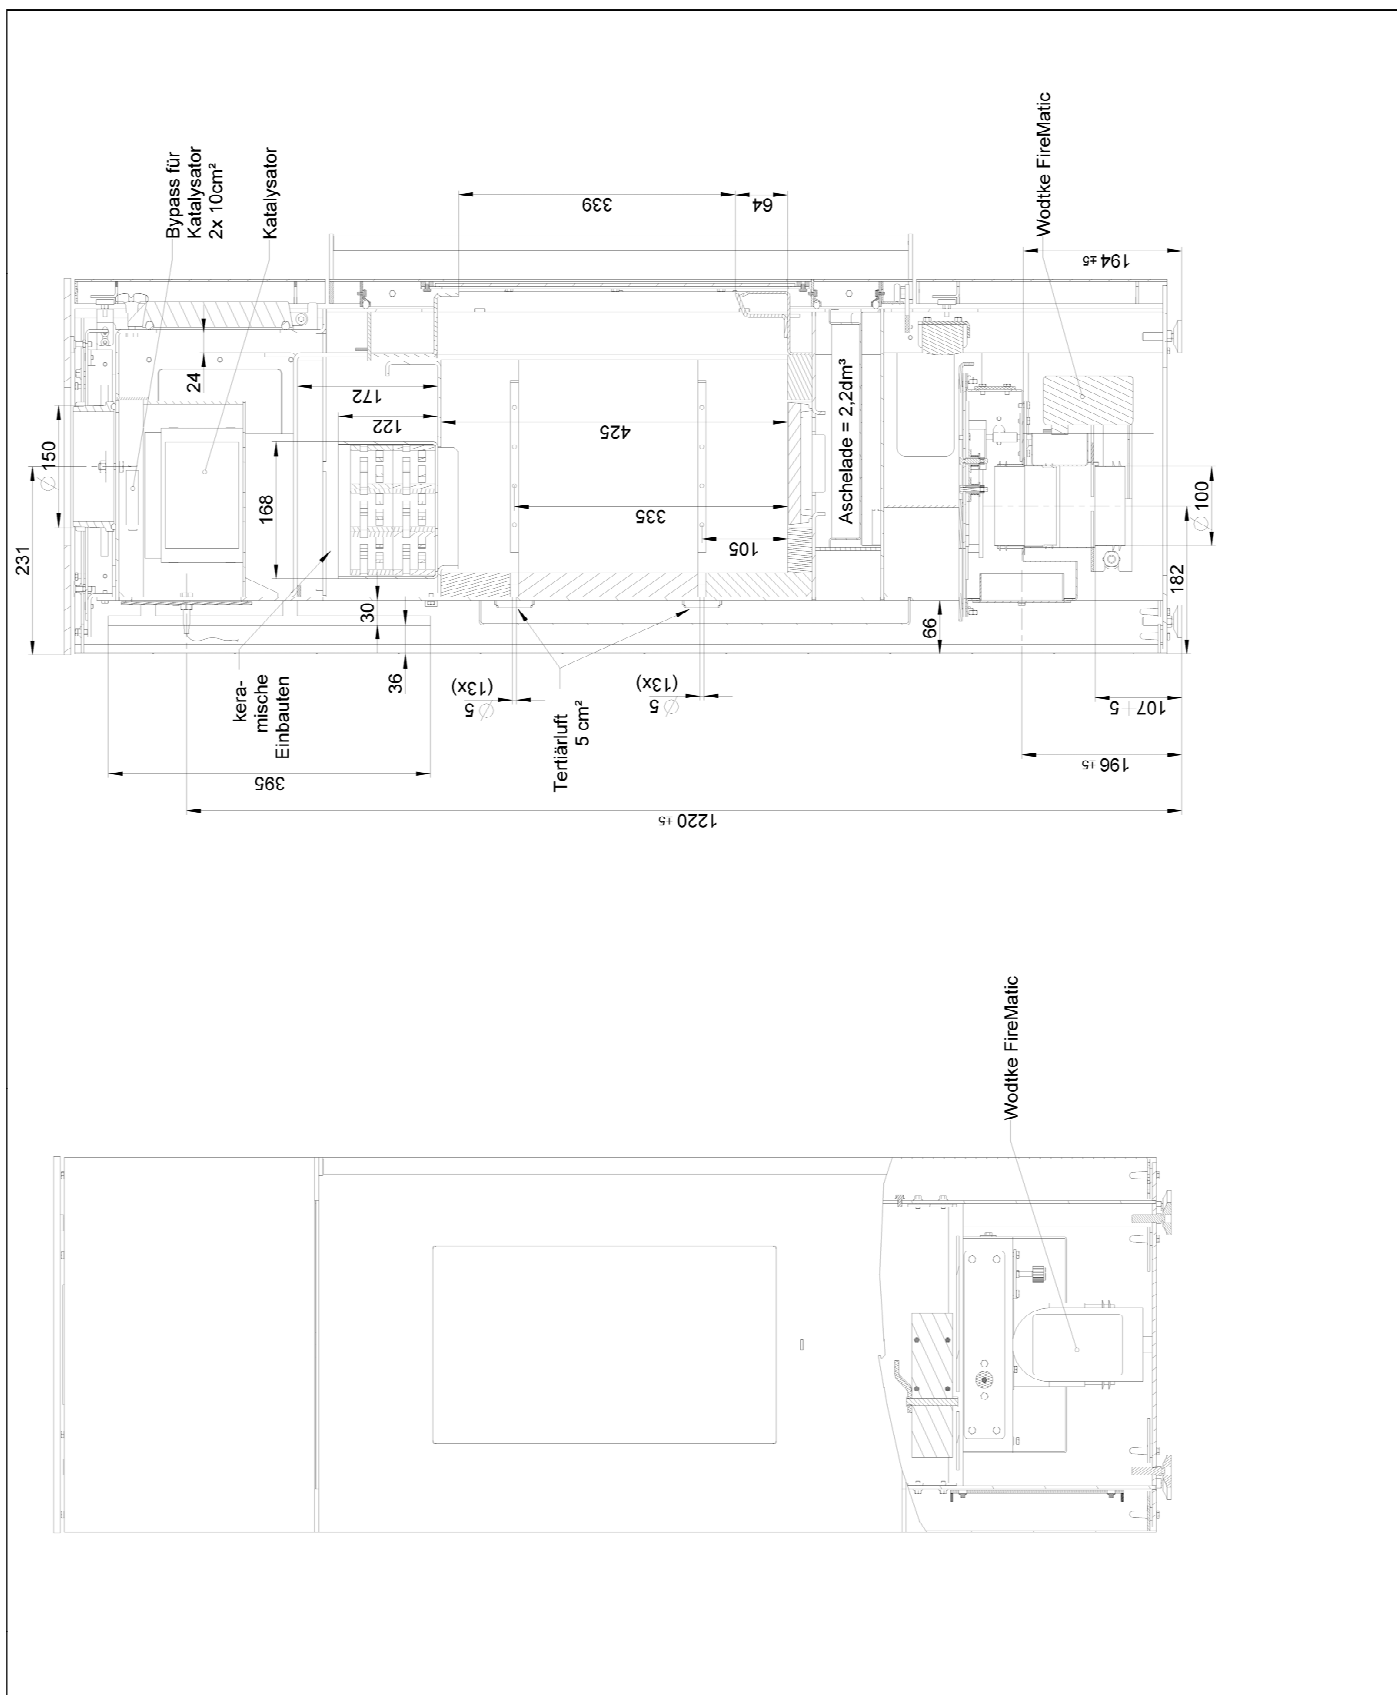 Bypass für
Katalysator
2x 10cm²
Katalysator
Wodtke FireMatic
339
64
194 ±5
24
172
122
425
Aschelade = 2,2dm³
∅ 150
168
335
105
∅ 100
231
30
36
66
182
kera-
mische
Einbauten
∅ 5 (13x)
Tertiärluft
5 cm²
∅ 5 (13x)
107 ±5
196 ±5
395
1220 ±5
Wodtke FireMatic